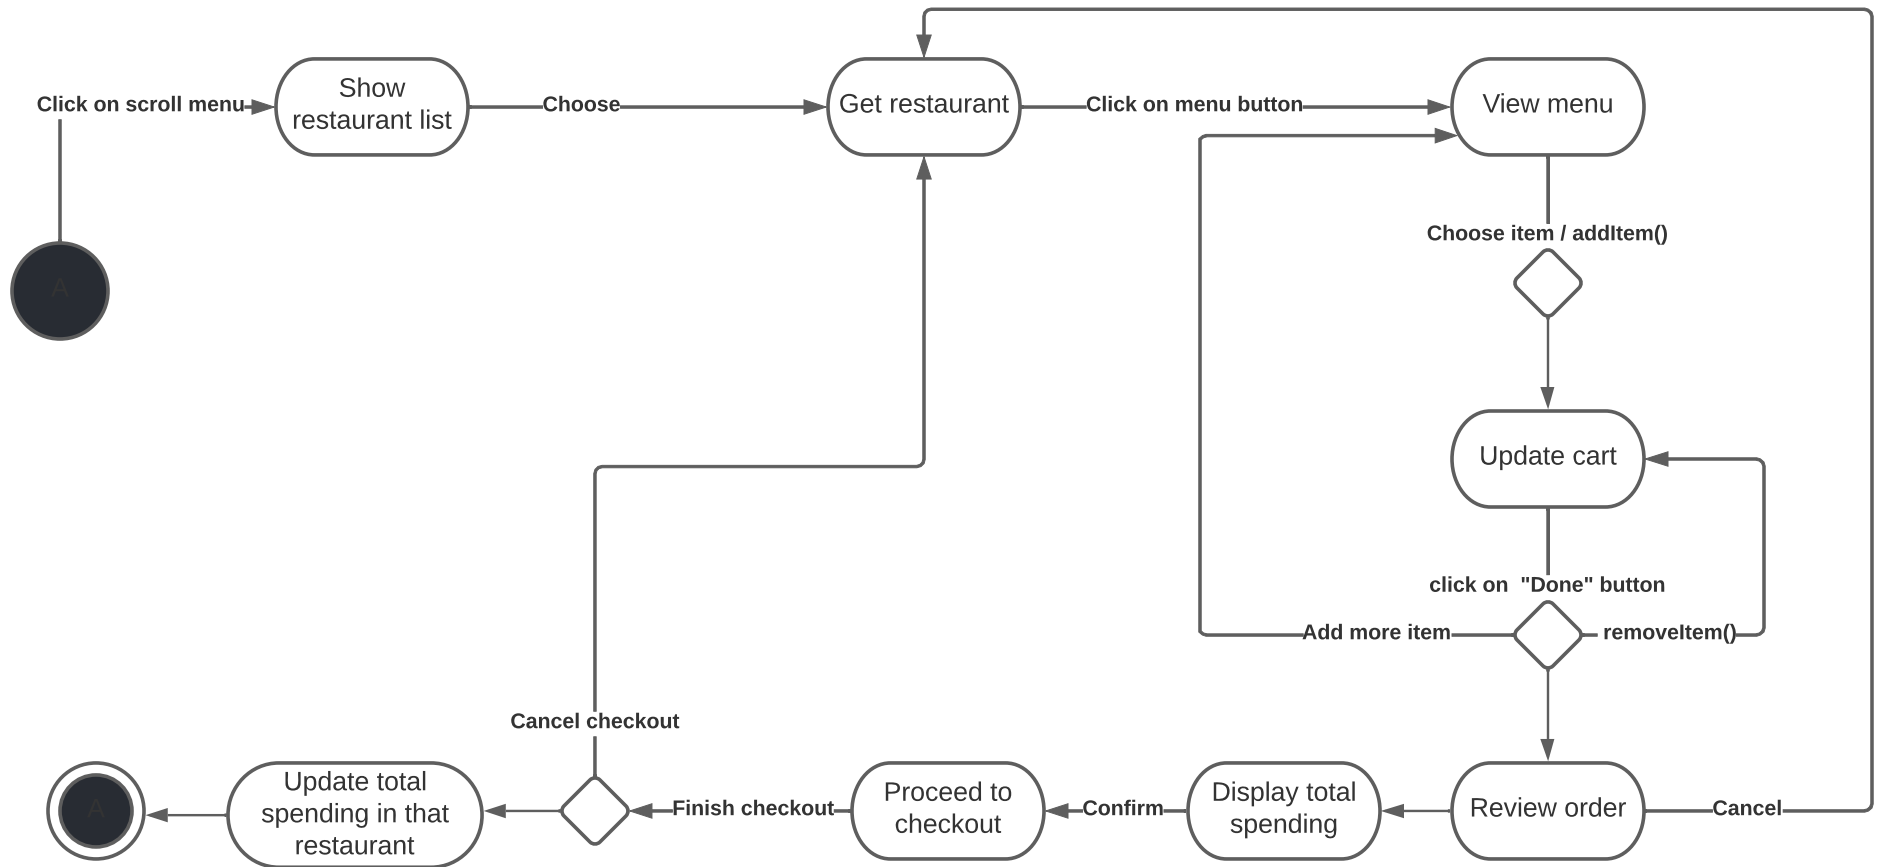 Click on scroll menu
Show
restaurant list
Choose
Get restaurant
Click on menu button
View menu
Choose item / addItem()
A
Update cart
click on  "Done" button
Add more item
removeItem()
Cancel checkout
Update total
spending in that
restaurant
Finish checkout
Proceed to
checkout
Confirm
Display total
spending
Review order
Cancel
A